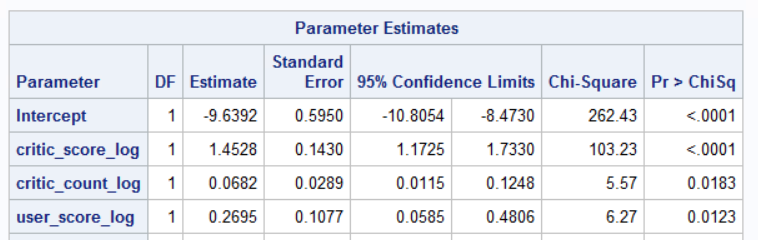 Parameter Estimates
Parameter DF Estimate Standard Error 95% Confidence Limits Chi-Square Pr > ChiSq
Intercept 1 -9.6392 0.5950 -10.8054 -8.4730 262.43 <.0001
critic_score_log 1 1.4528 0.1430 1.1725 1.7330 103.23 <.0001
critic_count_log 1 0.0682 0.0289 0.0115 0.1248 5.57 0.0183
user_score_log 1 0.2695 0.1077 0.0585 0.4806 6.27 0.0123